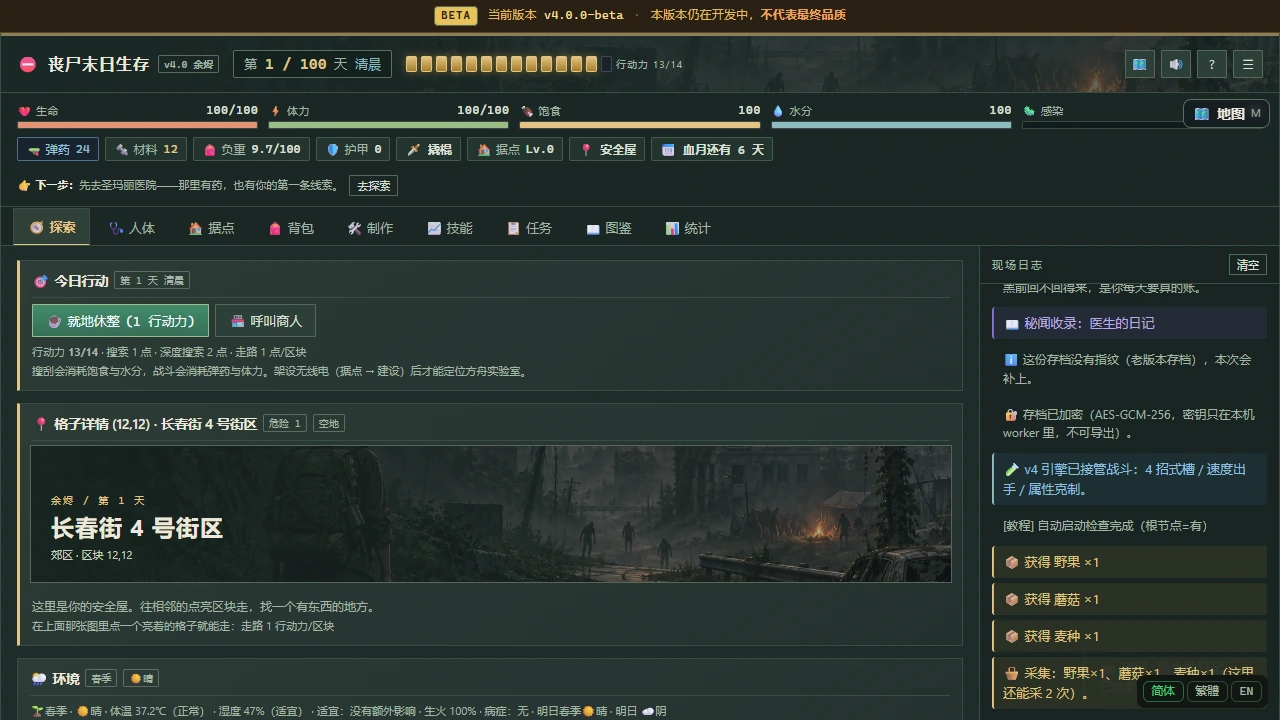 BETA 当前版本 v4.0.0-beta · 本版本仍在开发中，不代表最终品质
丧尸末日生存 v4.0 余烬 第 1 / 100 天 清晨 行动力 13/14 ? ☰
生命 100/100 体力 100/100 饱食 100 水分 100 感染
地图 M
弹药 24 材料 12 负重 9.7/100 护甲 0 撬棍 据点 Lv.0 安全屋 血月还有 6 天
下一步: 先去圣玛丽医院——那里有药，也有你的第一条线索。 去探索
探索 人体 据点 背包 制作 技能 任务 图鉴 统计
今日行动 第 1 天 清晨
就地休整（1 行动力） 呼叫商人
行动力 13/14 · 搜索 1 点 · 深度搜索 2 点 · 走路 1 点/区块
搜刮会消耗饱食与水分，战斗会消耗弹药与体力。架设无线电（据点 → 建设）后才能定位方舟实验室。
格子详情 (12,12) · 长春街 4 号街区 危险 1 空地
余烬 / 第 1 天
长春街 4 号街区
郊区 · 区块 12,12
这里是你的安全屋。往相邻的点亮区块走，找一个有东西的地方。
在上面那张图里点一个亮着的格子就能走：走路 1 行动力/区块
环境 春季 晴
春季 · 晴 · 体温 37.2℃（正常） · 湿度 47%（适宜） · 适宜：没有额外影响 · 生火 100% · 病症：无 · 明日春季 晴 · 明日 阴
现场日志 清空
黑前回不回得来，是你每天要算的账。
秘闻收录：医生的日记
这份存档没有指纹（老版本存档），本次会
补上。
存档已加密（AES-GCM-256，密钥只在本机
worker 里，不可导出）。
v4 引擎已接管战斗：4 招式槽 / 速度出
手 / 属性克制。
[教程] 自动启动检查完成（根节点=有）
获得 野果 ×1
获得 蘑菇 ×1
获得 麦种 ×1
采集：野果×1、蘑菇×1、麦种×1（这里
还能采 2 次）。
简体 繁體 EN